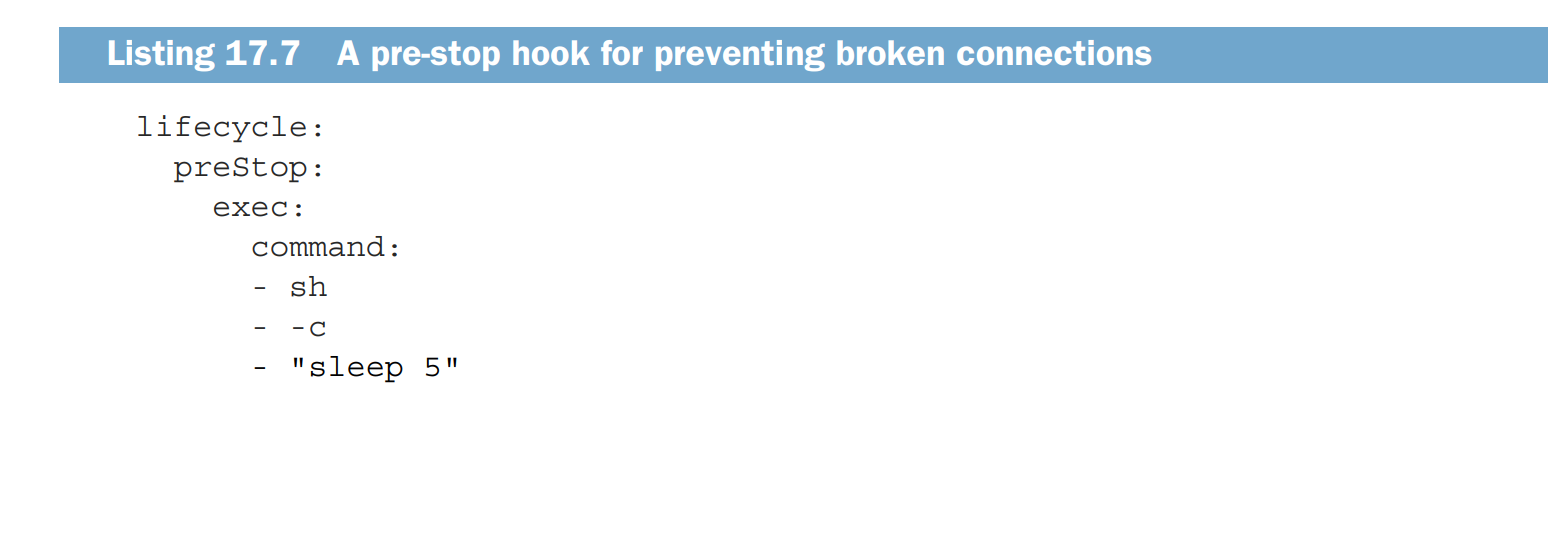 Listing 17.7 A pre-stop hook for preventing broken connections
lifecycle:
preStop:
exec:
command:
- sh
- -c
- "sleep 5"